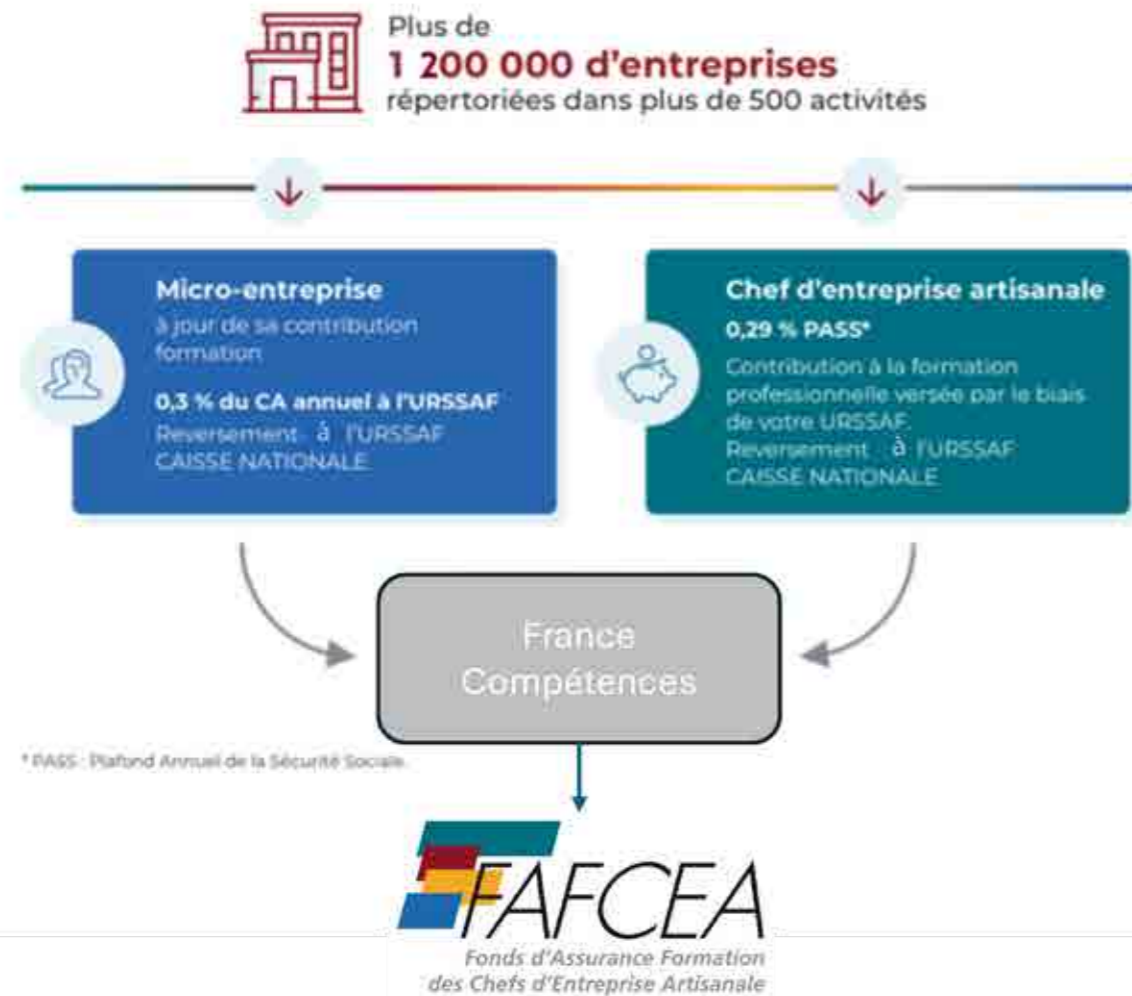 Plus de
1 200 000 d'entreprises
répertoriées dans plus de 500 activités
Micro-entreprise
à jour de sa contribution
formation
0,3 % du CA annuel à l'URSSAF
Reversement à l'URSSAF
CAISSE NATIONALE
Chef d'entreprise artisanale
0,29 % PASS*
Contribution à la formation
professionnelle versée par le biais
de votre URSSAF.
Reversement à l'URSSAF
CAISSE NATIONALE
France
Compétences
* PASS : Plafond Annuel de la Sécurité Sociale.
FAFCEA
Fonds d'Assurance Formation
des Chefs d'Entreprise Artisanale